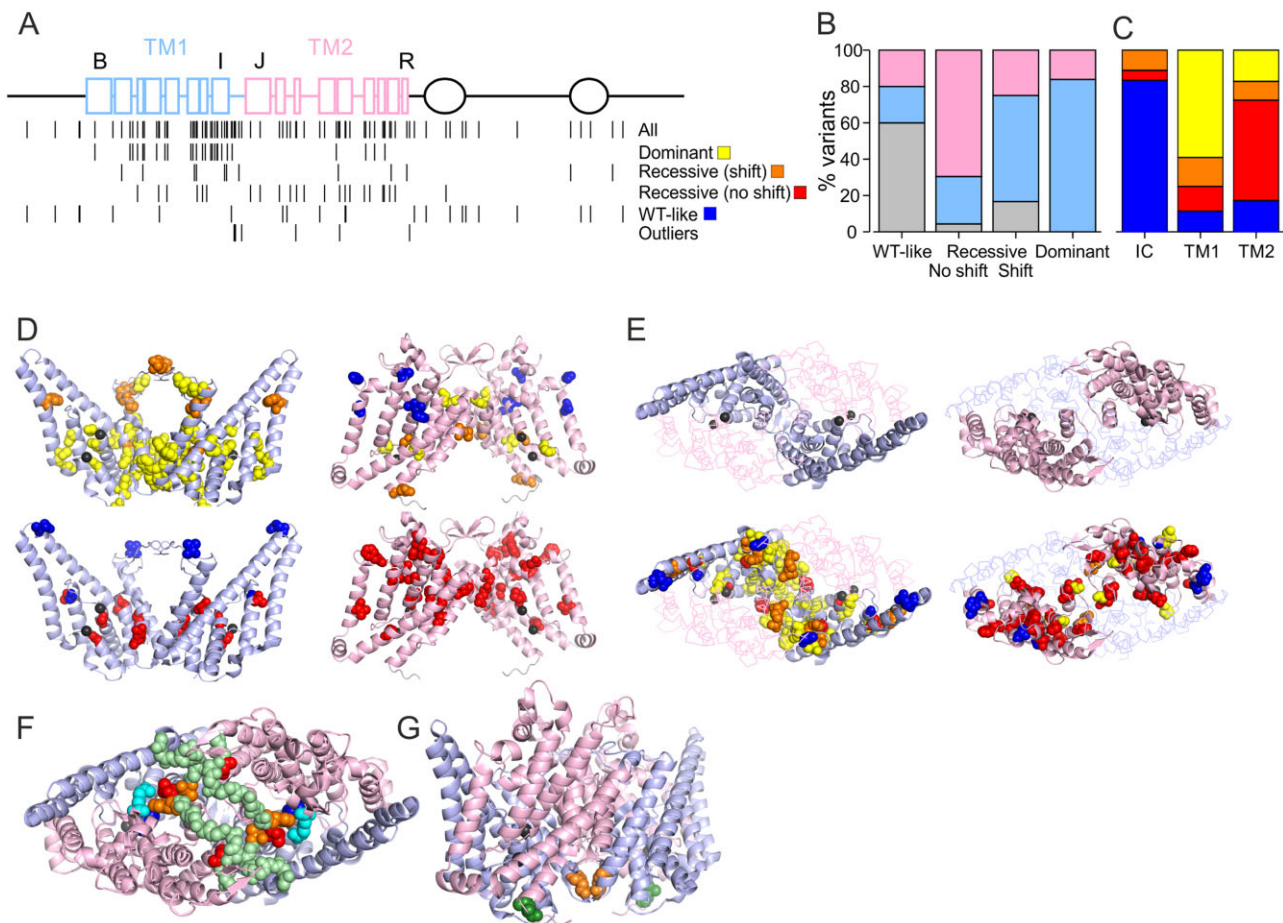 A
B TM1 I J TM2 R
All
Dominant
Recessive (shift)
Recessive (no shift)
WT-like
Outliers
B
% variants
100
80
60
40
20
0
WT-like Recessive Dominant
No shift Shift
C
IC TM1 TM2
D
E
F
G